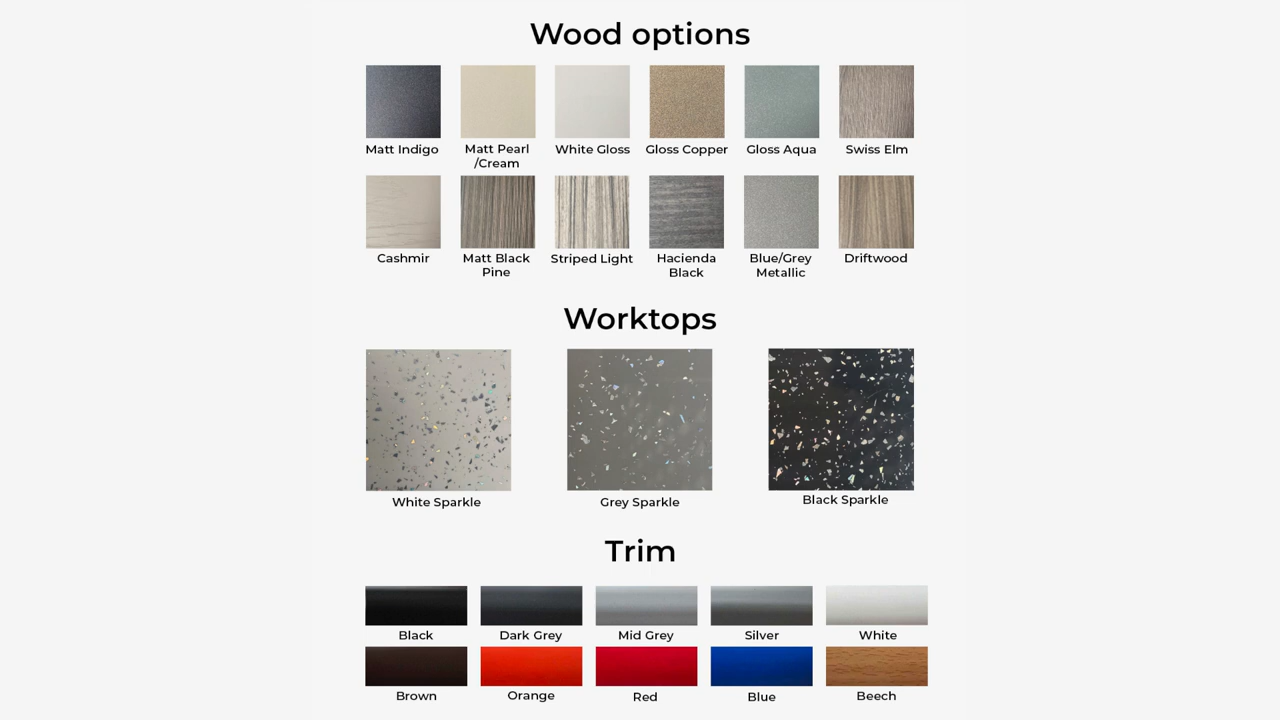 Wood options
Matt Indigo
Matt Pearl
/Cream
White Gloss
Gloss Copper
Gloss Aqua
Swiss Elm
Cashmir
Matt Black
Pine
Striped Light
Hacienda
Black
Blue/Grey
Metallic
Driftwood
Worktops
White Sparkle
Grey Sparkle
Black Sparkle
Trim
Black
Dark Grey
Mid Grey
Silver
White
Brown
Orange
Red
Blue
Beech